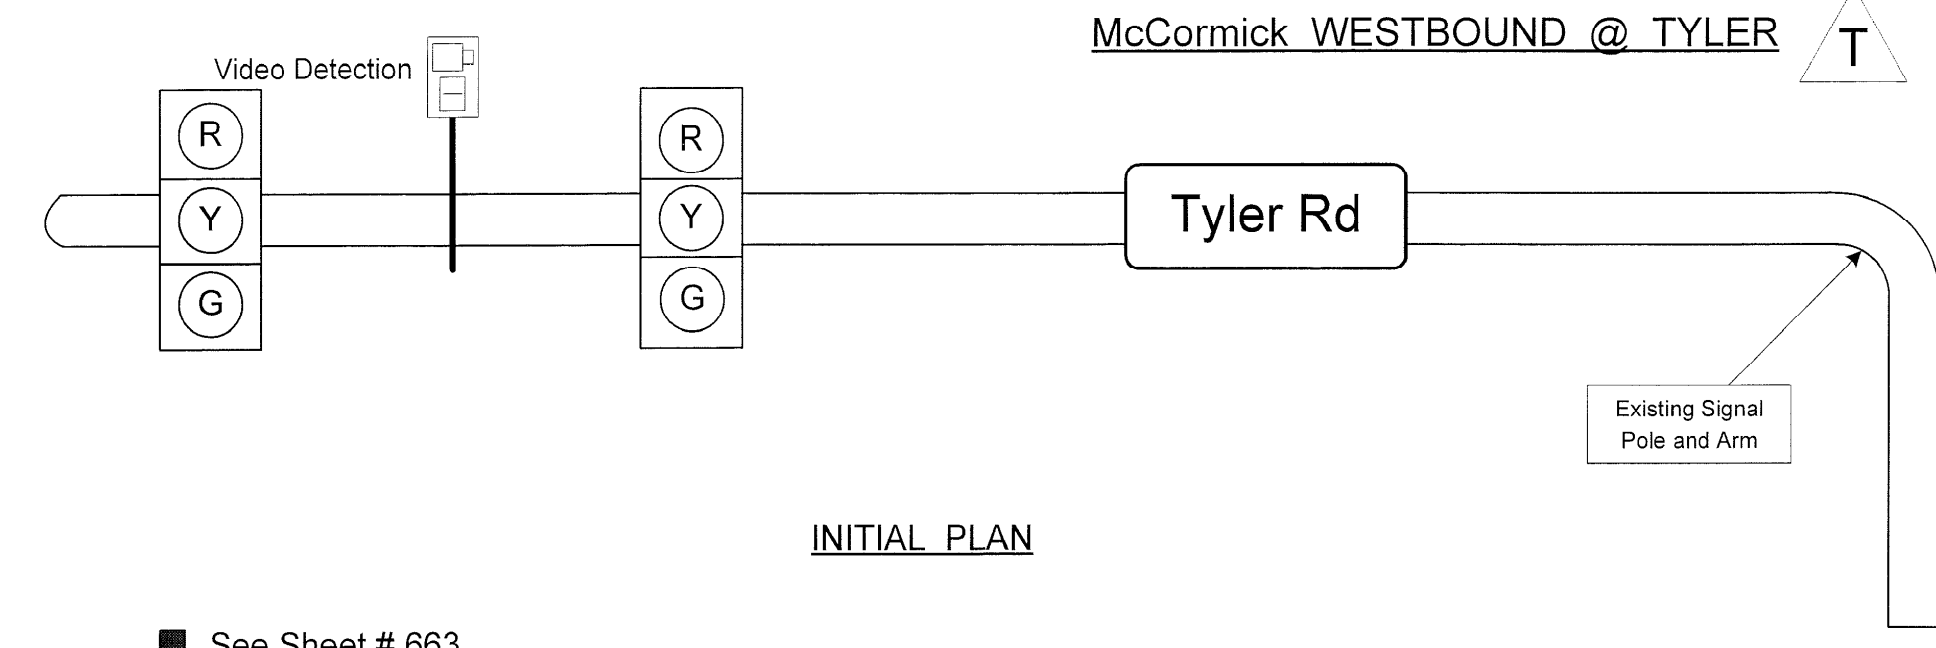 McCormick WESTBOUND @ TYLER
T
Video Detection
R
Y
G
R
Y
G
Tyler Rd
Existing Signal
Pole and Arm
INITIAL PLAN
See Sheet # 663